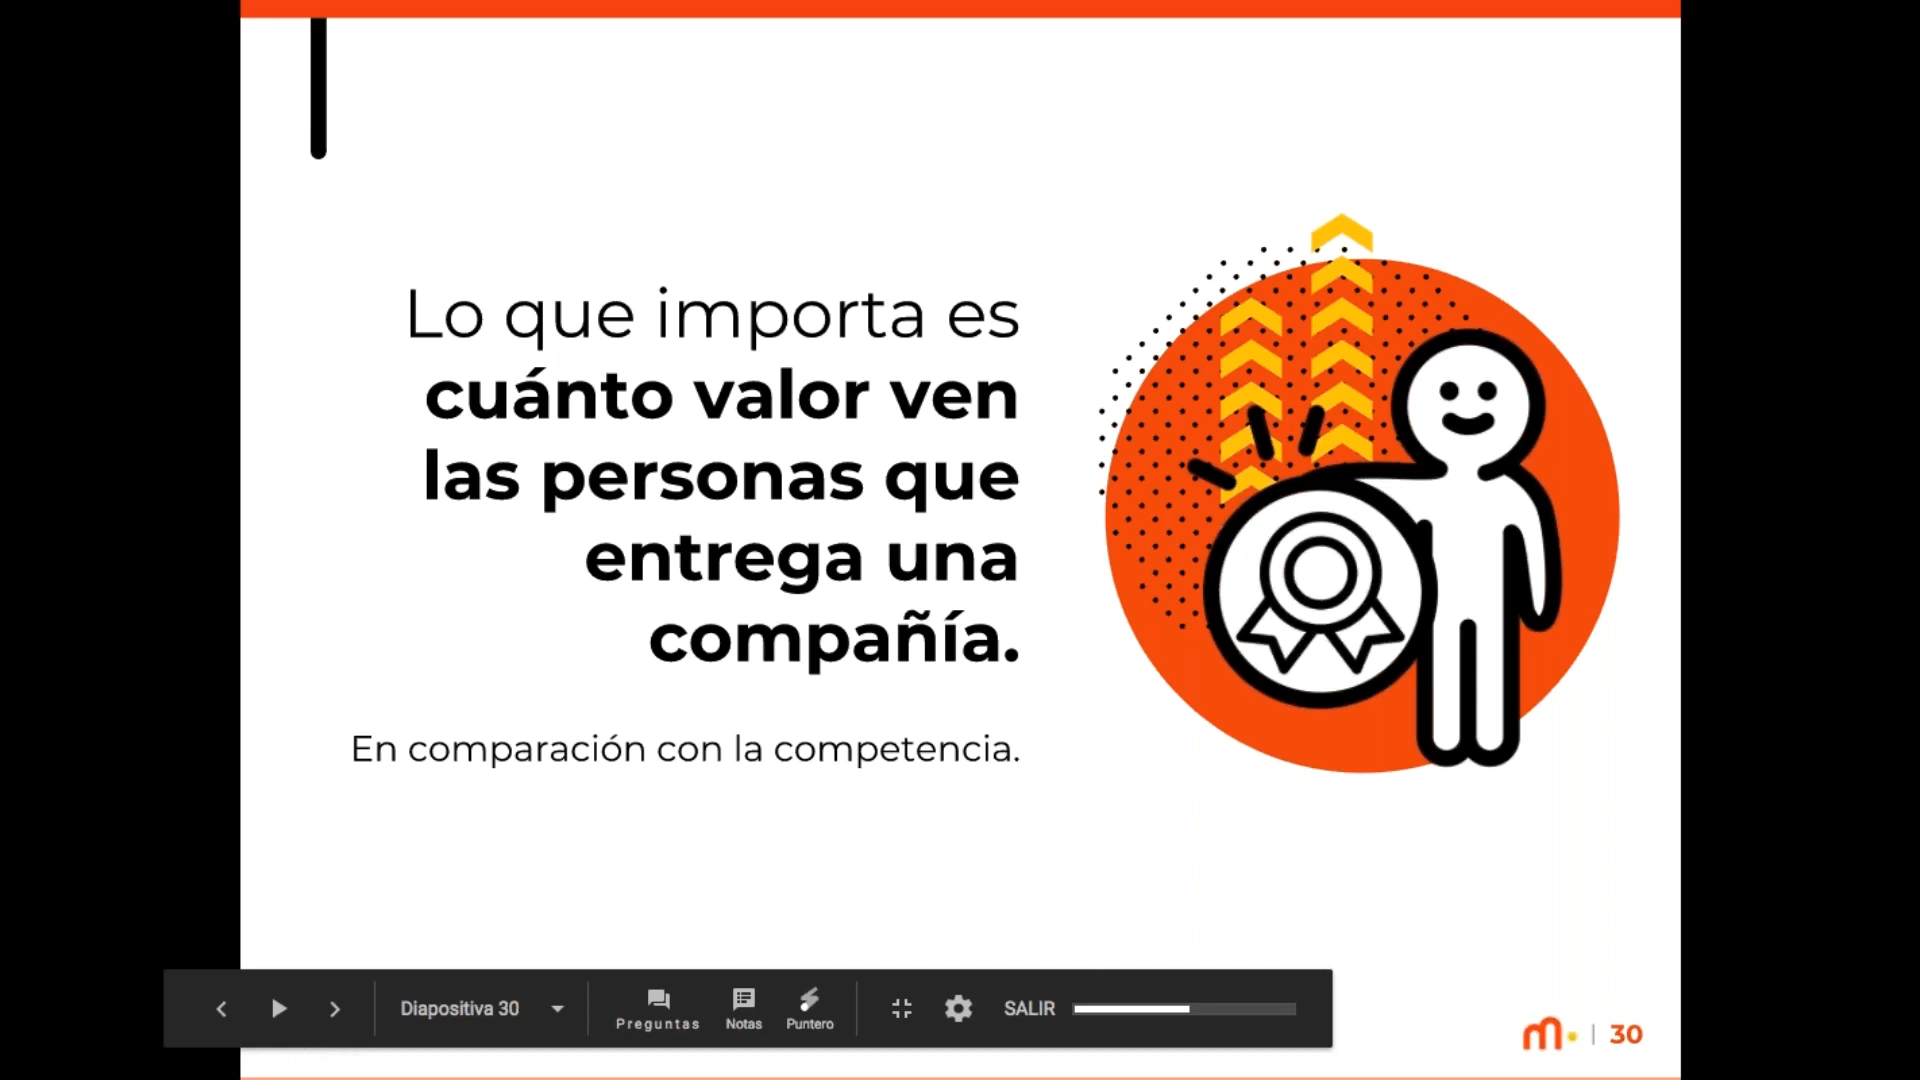 Lo que importa es
cuánto valor ven
las personas que
entrega una
compañía.
En comparación con la competencia.
Diapositiva 30
Preguntas
Notas
Puntero
SALIR
m. | 30